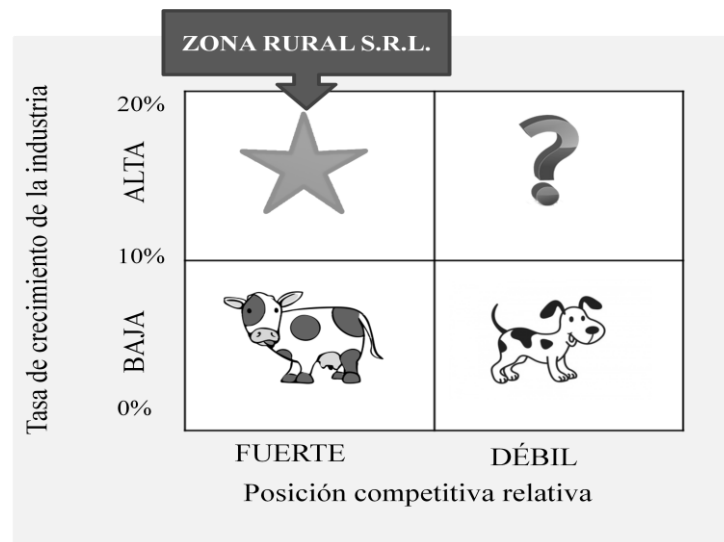 ZONA RURAL S.R.L.
Tasa de crecimiento de la industria
ALTA
BAJA
20%
10%
0%
?
FUERTE
DÉBIL
Posición competitiva relativa